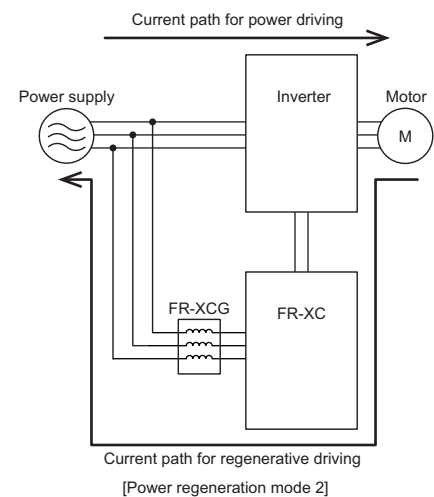 Current path for power driving
Power supply
Inverter
Motor
M
FR-XCG
FR-XC
Current path for regenerative driving
[Power regeneration mode 2]